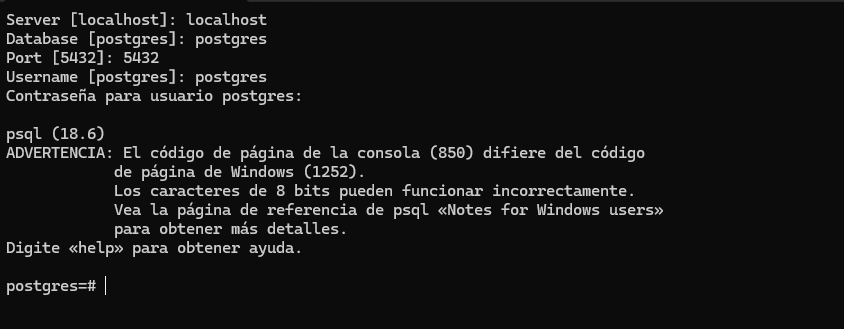 Server [localhost]: localhost
Database [postgres]: postgres
Port [5432]: 5432
Username [postgres]: postgres
Contraseña para usuario postgres:
psql (18.6)
ADVERTENCIA: El código de página de la consola (850) difiere del código
de página de Windows (1252).
Los caracteres de 8 bits pueden funcionar incorrectamente.
Vea la página de referencia de psql «Notes for Windows users»
para obtener más detalles.
Digite «help» para obtener ayuda.
postgres=#